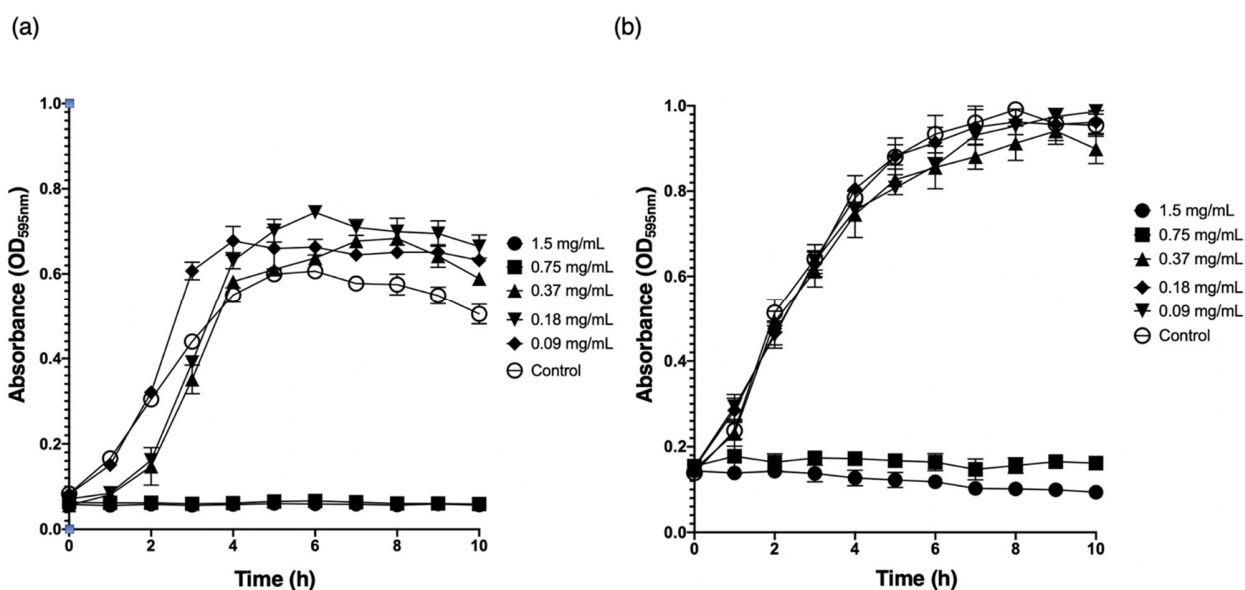 (a)
(b)
1.0
0.8
0.6
0.4
0.2
0.0
0
2
4
6
8
10
Absorbance (OD595nm)
Time (h)
1.5 mg/mL
0.75 mg/mL
0.37 mg/mL
0.18 mg/mL
0.09 mg/mL
Control
1.0
0.8
0.6
0.4
0.2
0.0
0
2
4
6
8
10
Absorbance (OD595nm)
Time (h)
1.5 mg/mL
0.75 mg/mL
0.37 mg/mL
0.18 mg/mL
0.09 mg/mL
Control